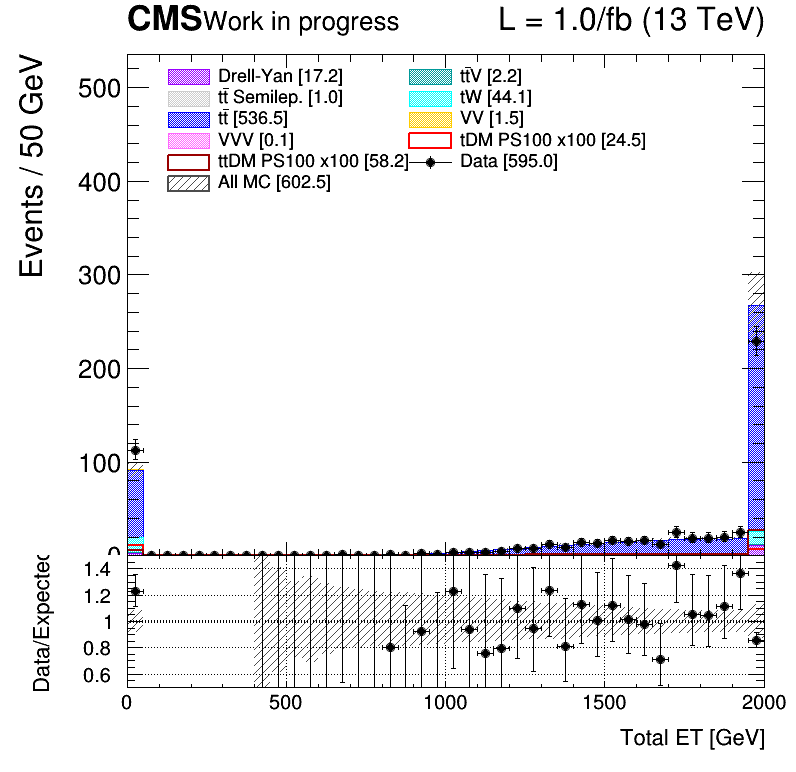 CMS Work in progress L = 1.0/fb (13 TeV)
Events / 50 GeV
500
400
300
200
100
0
Drell-Yan [17.2] tt̄V [2.2]
tt̄ Semilep. [1.0] tW [44.1]
tt̄ [536.5] VV [1.5]
VVV [0.1] tDM PS100 x100 [24.5]
ttDM PS100 x100 [58.2] Data [595.0]
All MC [602.5]
Data/Expected
1.4
1.2
1
0.8
0.6
0 500 1000 1500 2000
Total ET [GeV]